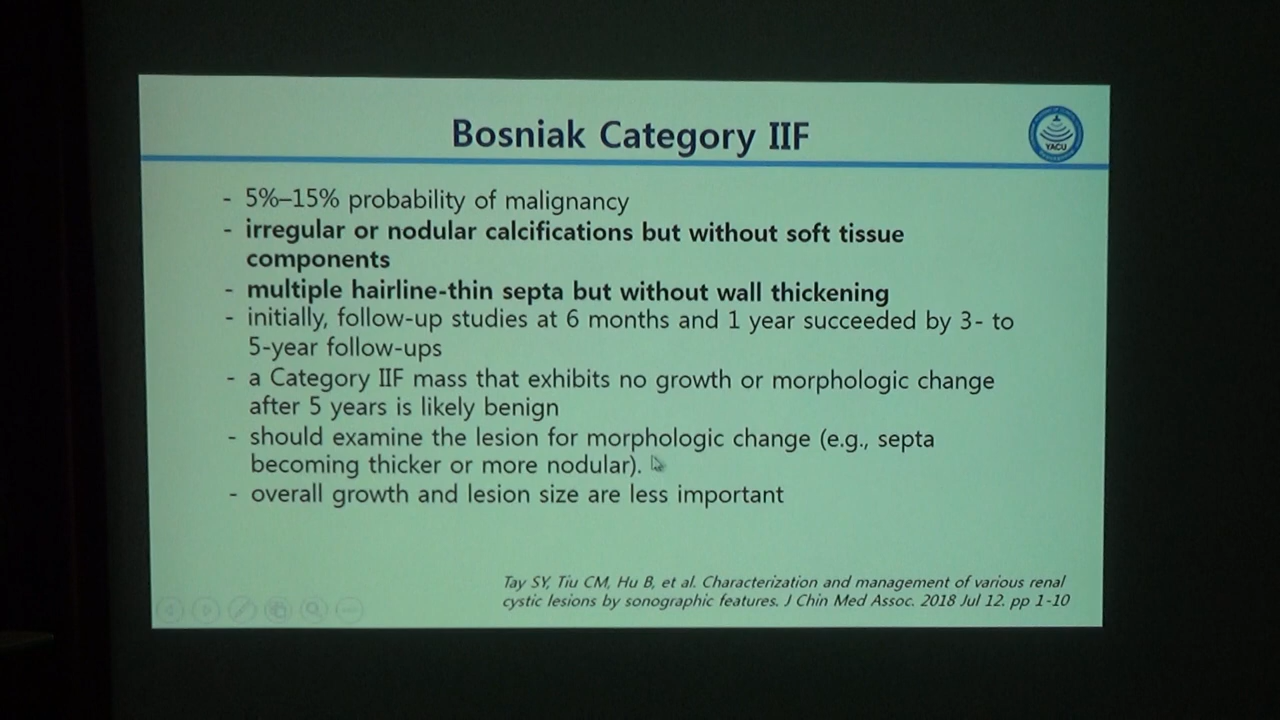 Bosniak Category IIF
YACU
- 5%–15% probability of malignancy
- irregular or nodular calcifications but without soft tissue
components
- multiple hairline-thin septa but without wall thickening
- initially, follow-up studies at 6 months and 1 year succeeded by 3- to
5-year follow-ups
- a Category IIF mass that exhibits no growth or morphologic change
after 5 years is likely benign
- should examine the lesion for morphologic change (e.g., septa
becoming thicker or more nodular).
- overall growth and lesion size are less important
Tay SY, Tiu CM, Hu B, et al. Characterization and management of various renal
cystic lesions by sonographic features. J Chin Med Assoc. 2018 Jul 12. pp 1-10